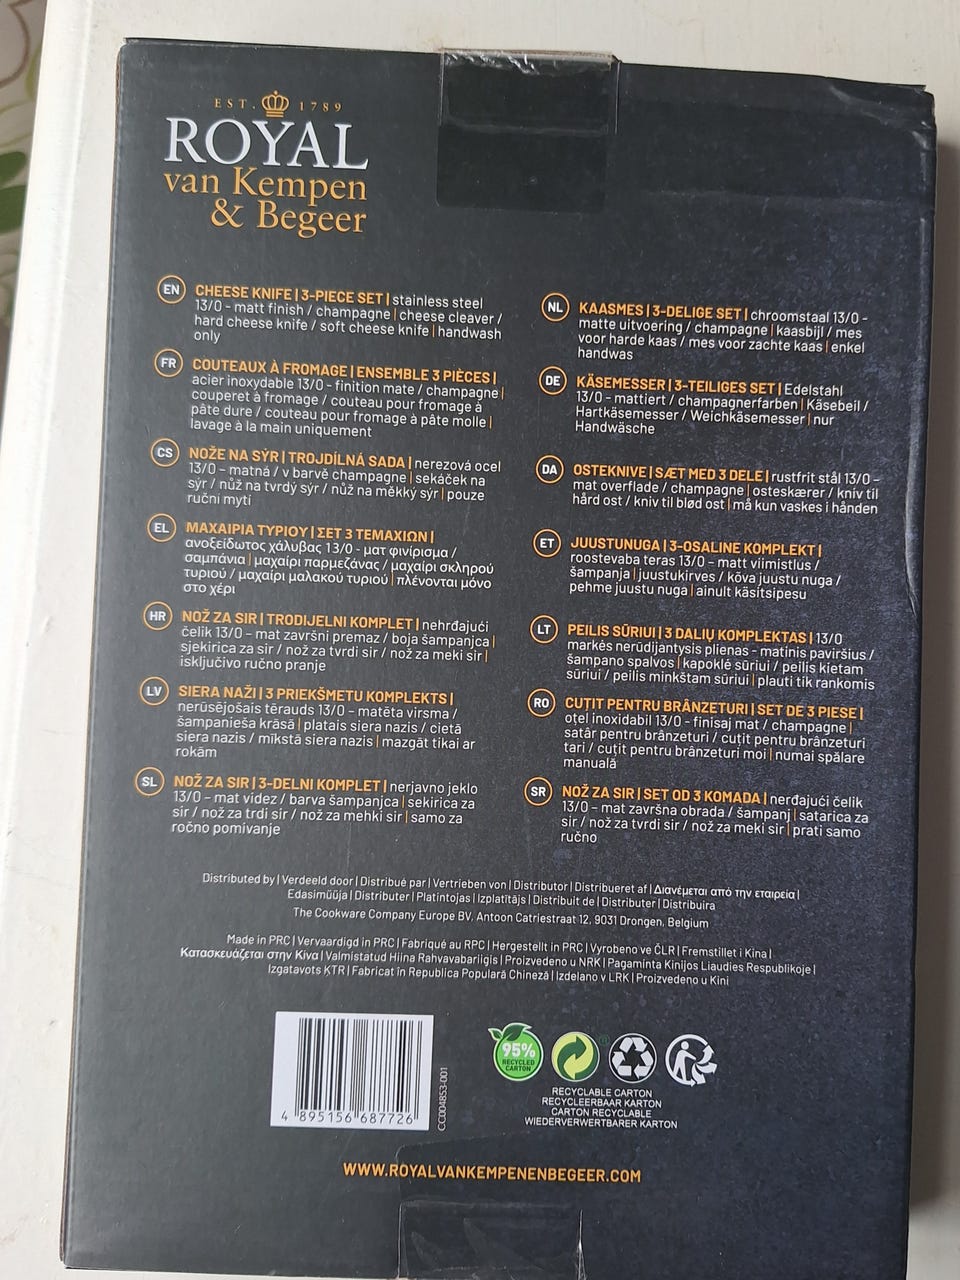 EST. 1789
ROYAL
van Kempen
& Begeer
EN CHEESE KNIFE | 3-PIECE SET | stainless steel
13/0 - matt finish / champagne | cheese cleaver /
hard cheese knife / soft cheese knife | handwash
only
FR COUTEAUX À FROMAGE | ENSEMBLE 3 PIÈCES |
acier inoxydable 13/0 - finition mate / champagne |
couperet à fromage / couteau pour fromage à
pâte dure / couteau pour fromage à pâte molle |
lavage à la main uniquement
CS NOŽE NA SÝR | TROJDÍLNÁ SADA | nerezová ocel
13/0 – matná / v barvě champagne | sekáček na
sýr / nůž na tvrdý sýr / nůž na měkký sýr | pouze
ruční mytí
EL ΜΑΧΑΙΡΙΑ ΤΥΡΙΟΥ | ΣΕΤ 3 ΤΕΜΑΧΙΩΝ |
ανοξείδωτος χάλυβας 13/0 - ματ φινίρισμα /
σαμπάνια | μαχαίρι παρμεζάνας / μαχαίρι σκληρού
τυριού / μαχαίρι μαλακού τυριού | πλένονται μόνο
στο χέρι
HR NOŽ ZA SIR | TRODIJELNI KOMPLET | nehrđajući
čelik 13/0 – mat završni premaz / boja šampanjca |
sjekirica za sir / nož za tvrdi sir / nož za meki sir |
isključivo ručno pranje
LV SIERA NAŽI | 3 PRIEKŠMETU KOMPLEKTS |
nerūsējošais tērauds 13/0 – matēta virsma /
šampanieša krāsā | platais siera nazis / cietā
siera nazis / mīkstā siera nazis | mazgāt tikai ar
rokām
SL NOŽ ZA SIR | 3-DELNI KOMPLET | nerjavno jeklo
13/0 – mat videz / barva šampanjca | sekirica za
sir / nož za trdi sir / nož za mehki sir | samo za
ročno pomivanje
NL KAASMES | 3-DELIGE SET | chroomstaal 13/0 -
matte uitvoering / champagne | kaasbijl / mes
voor harde kaas / mes voor zachte kaas | enkel
handwas
DE KÄSEMESSER | 3-TEILIGES SET | Edelstahl
13/0 - mattiert / champagnerfarben | Käsebeil /
Hartkäsemesser / Weichkäsemesser | nur
Handwäsche
DA OSTEKNIVE | SÆT MED 3 DELE | rustfrit stål 13/0 –
mat overflade / champagne | osteskærer / kniv til
hård ost / kniv til blød ost | må kun vaskes i hånden
ET JUUSTUNUGA | 3-OSALINE KOMPLEKT |
roostevaba teras 13/0 – matt viimistlus /
šampanja | juustukirves / kõva juustu nuga /
pehme juustu nuga | ainult käsitsipesu
LT PEILIS SŪRIUI | 3 DALIŲ KOMPLEKTAS | 13/0
markės nerūdijantysis plienas - matinis paviršius /
šampano spalvos | kapoklė sūriui / peilis kietam
sūriui / peilis minkštam sūriui | plauti tik rankomis
RO CUȚIT PENTRU BRÂNZETURI | SET DE 3 PIESE |
oțel inoxidabil 13/0 - finisaj mat / champagne |
satâr pentru brânzeturi / cuțit pentru brânzeturi
tari / cuțit pentru brânzeturi moi | numai spălare
manuală
SR NOŽ ZA SIR | SET OD 3 KOMADA | nerđajući čelik
13/0 – mat završna obrada / šampanj | satarica za
sir / nož za tvrdi sir / nož za meki sir | prati samo
ručno
Distributed by | Verdeeld door | Distribué par | Vertrieben von | Distributor | Distribueret af | Διανέμεται από την εταιρεία |
Edasimüüja | Distributer | Platintojas | Izplatītājs | Distribuit de | Distributer | Distribuira
The Cookware Company Europe BV, Antoon Catriestraat 12, 9031 Drongen, Belgium
Made in PRC | Vervaardigd in PRC | Fabriqué au RPC | Hergestellt in PRC | Vyrobeno ve ČLR | Fremstillet i Kina |
Κατασκευάζεται στην Κίνα | Valmistatud Hiina Rahvavabariigis | Proizvedeno u NRK | Pagaminta Kinijos Liaudies Respublikoje |
Izgatavots ĶTR | Fabricat în Republica Populară Chineză | Izdelano v LRK | Proizvedeno u Kini
4 895156 687726
CC004853-001
95%
RECYCLED
CARTON
RECYCLABLE CARTON
RECYCLEERBAAR KARTON
CARTON RECYCLABLE
WIEDERVERWERTBARER KARTON
WWW.ROYALVANKEMPENENBEGEER.COM